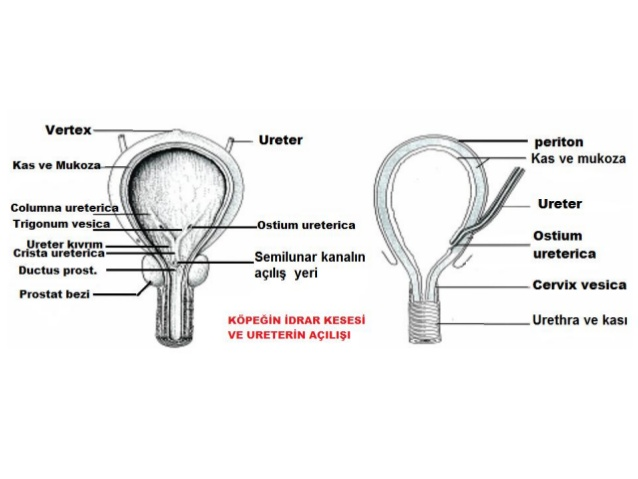 Vertex
Ureter
Kas ve Mukoza
Columna ureterica
Trigonum vesica
Ostium ureterica
Ureter kıvrım
Crista ureterica
Semilunar kanalın
açılış yeri
Ductus prost.
Prostat bezi
KÖPEĞİN İDRAR KESESİ
VE URETERİN AÇILIŞI
periton
Kas ve mukoza
Ureter
Ostium
ureterica
Cervix vesica
Urethra ve kası